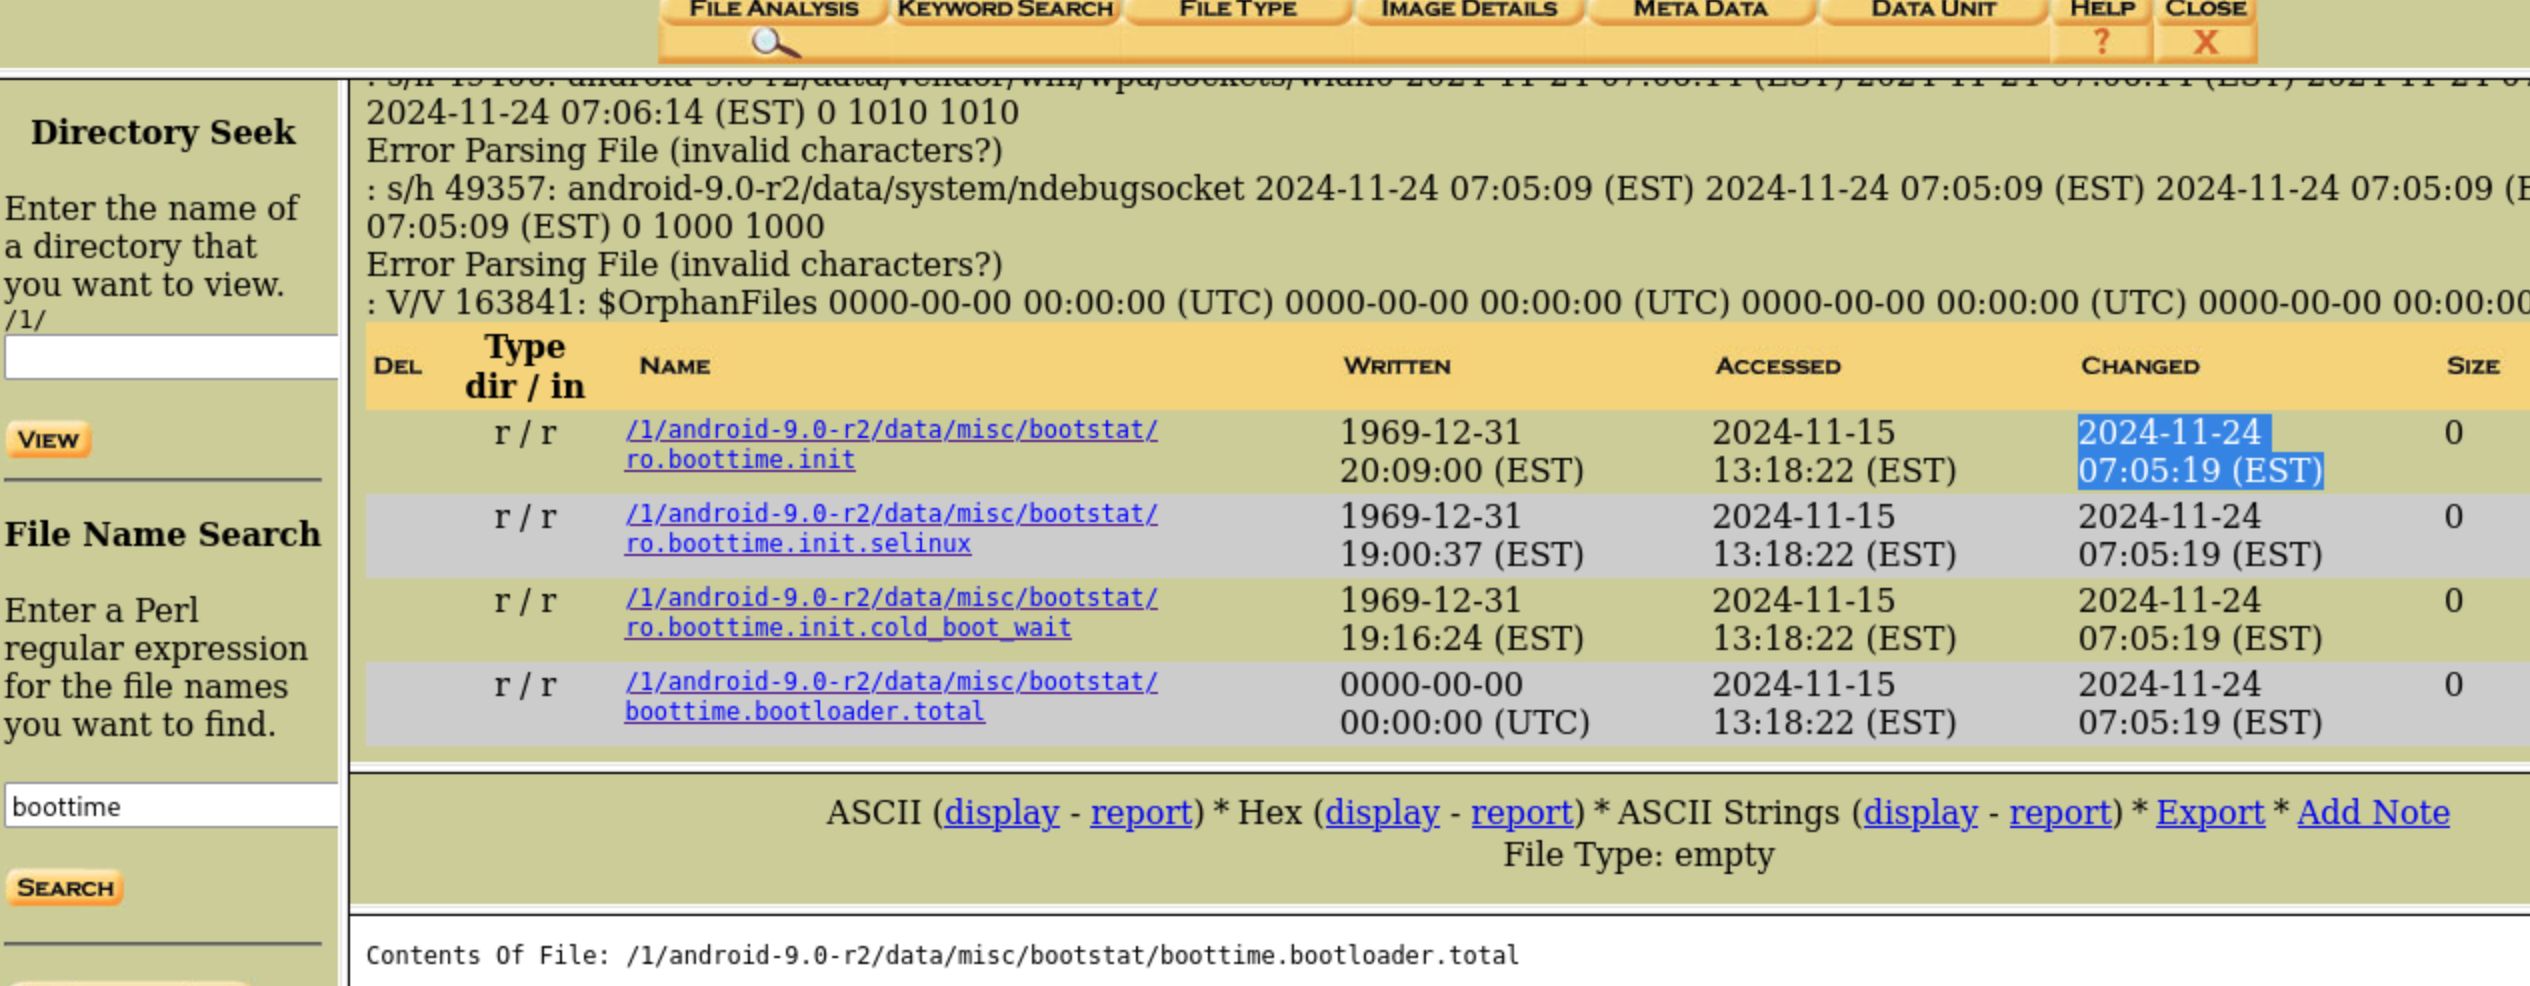 FILE ANALYSIS KEYWORD SEARCH FILE TYPE IMAGE DETAILS META DATA DATA UNIT HELP CLOSE
? X
Directory Seek
Enter the name of
a directory that
you want to view.
/1/
VIEW
File Name Search
Enter a Perl
regular expression
for the file names
you want to find.
boottime
SEARCH
2024-11-24 07:06:14 (EST) 0 1010 1010
Error Parsing File (invalid characters?)
: s/h 49357: android-9.0-r2/data/system/ndebugsocket 2024-11-24 07:05:09 (EST) 2024-11-24 07:05:09 (EST) 2024-11-24 07:05:09 (E
07:05:09 (EST) 0 1000 1000
Error Parsing File (invalid characters?)
: V/V 163841: $OrphanFiles 0000-00-00 00:00:00 (UTC) 0000-00-00 00:00:00 (UTC) 0000-00-00 00:00:00 (UTC) 0000-00-00 00:00:00
DEL Type NAME WRITTEN ACCESSED CHANGED SIZE
dir / in
r / r /1/android-9.0-r2/data/misc/bootstat/ 1969-12-31 2024-11-15 2024-11-24 0
ro.boottime.init 20:09:00 (EST) 13:18:22 (EST) 07:05:19 (EST)
r / r /1/android-9.0-r2/data/misc/bootstat/ 1969-12-31 2024-11-15 2024-11-24 0
ro.boottime.init.selinux 19:00:37 (EST) 13:18:22 (EST) 07:05:19 (EST)
r / r /1/android-9.0-r2/data/misc/bootstat/ 1969-12-31 2024-11-15 2024-11-24 0
ro.boottime.init.cold_boot_wait 19:16:24 (EST) 13:18:22 (EST) 07:05:19 (EST)
r / r /1/android-9.0-r2/data/misc/bootstat/ 0000-00-00 2024-11-15 2024-11-24 0
boottime.bootloader.total 00:00:00 (UTC) 13:18:22 (EST) 07:05:19 (EST)
ASCII (display - report) * Hex (display - report) * ASCII Strings (display - report) * Export * Add Note
File Type: empty
Contents Of File: /1/android-9.0-r2/data/misc/bootstat/boottime.bootloader.total